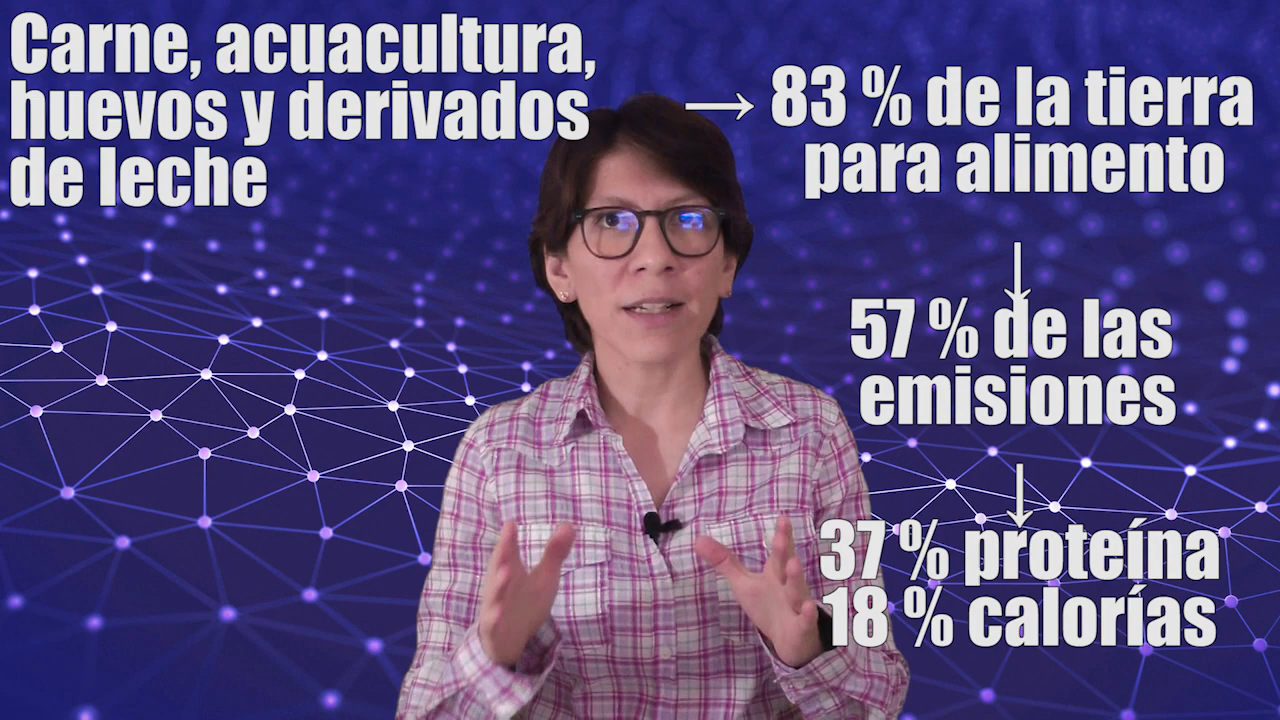 Carne, acuacultura,
huevos y derivados
de leche
→ 83 % de la tierra
para alimento
↓
57 % de las
emisiones
↓
37 % proteína
18 % calorías